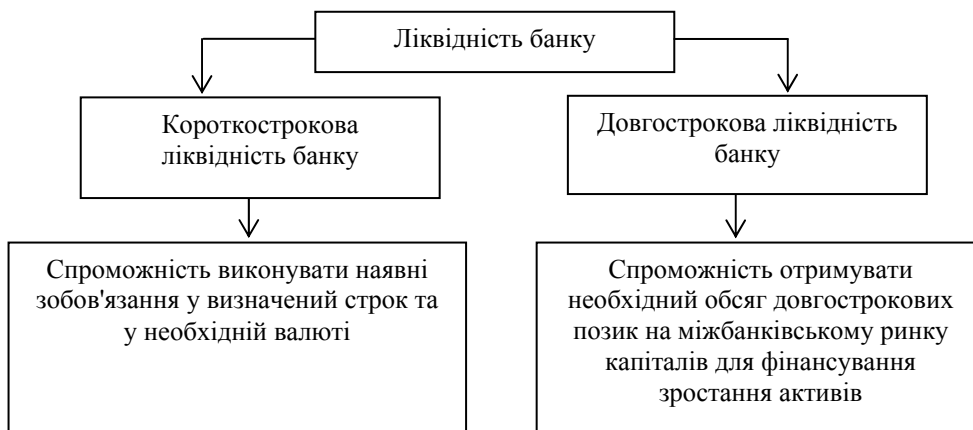 Ліквідність банку
Короткострокова
ліквідність банку
Довгострокова ліквідність
банку
Спроможність виконувати наявні
зобов'язання у визначений строк та
у необхідній валюті
Спроможність отримувати
необхідний обсяг довгострокових
позик на міжбанківському ринку
капіталів для фінансування
зростання активів